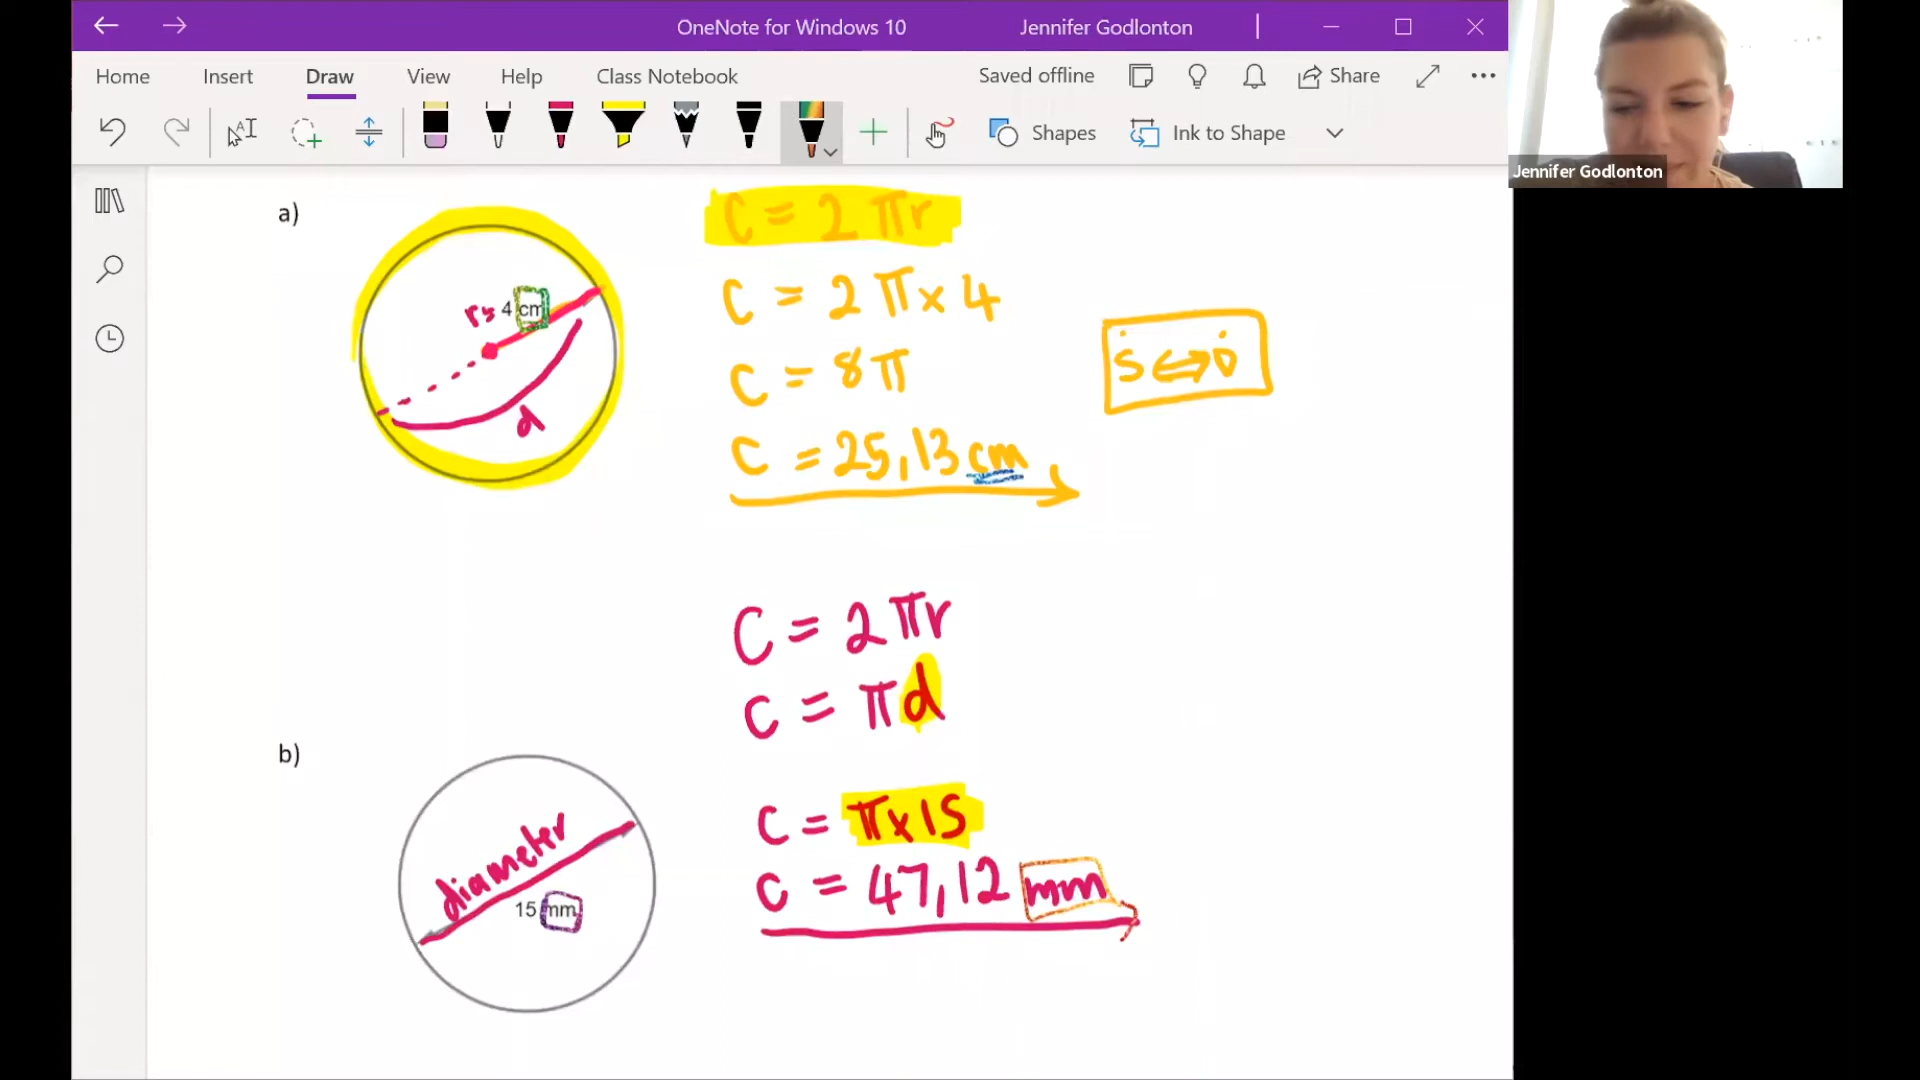 OneNote for Windows 10
Jennifer Godlonton
Home Insert Draw View Help Class Notebook
Saved offline
Share
Shapes
Ink to Shape
Jennifer Godlonton
a)
C = 2πr
r = 4 cm
C = 2π×4
C = 8π
S ⇔ D
d
C = 25,13 cm
C = 2πr
C = πd
b)
C = π×15
diameter
C = 47,12 mm
15 mm